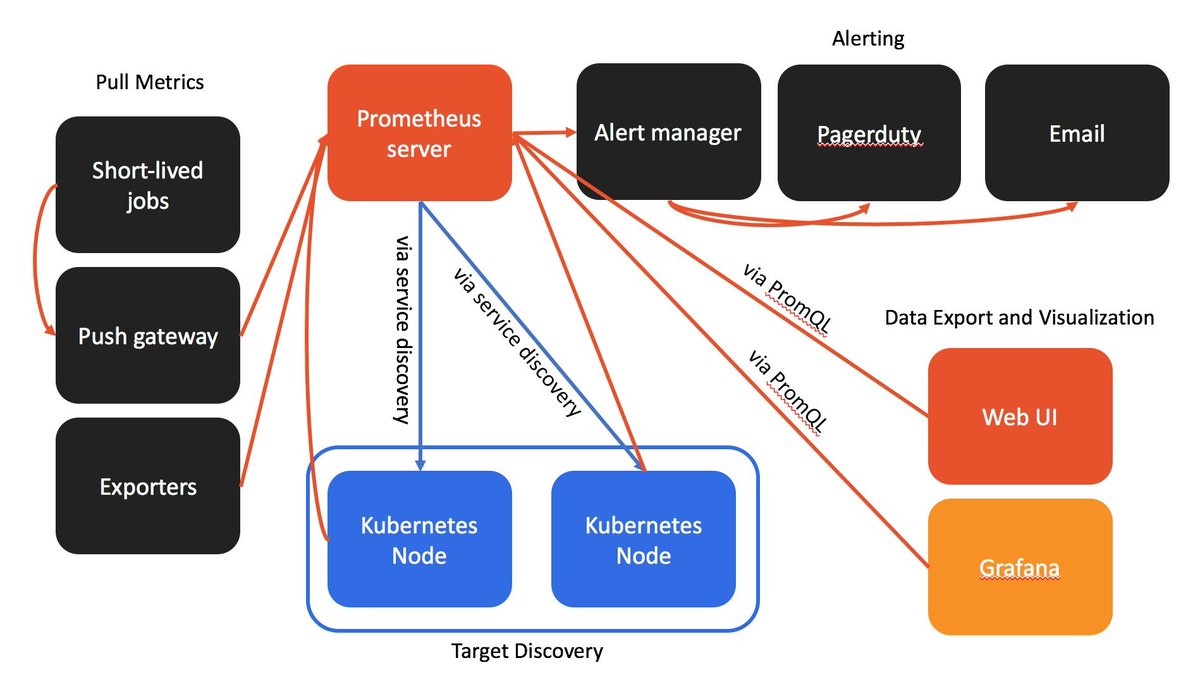 Alerting
Pull Metrics
Short-lived
jobs
Push gateway
Exporters
Prometheus
server
Alert manager
Pagerduty
Email
via service discovery
via service discovery
via PromQL
via PromQL
Data Export and Visualization
Web UI
Grafana
Kubernetes
Node
Kubernetes
Node
Target Discovery